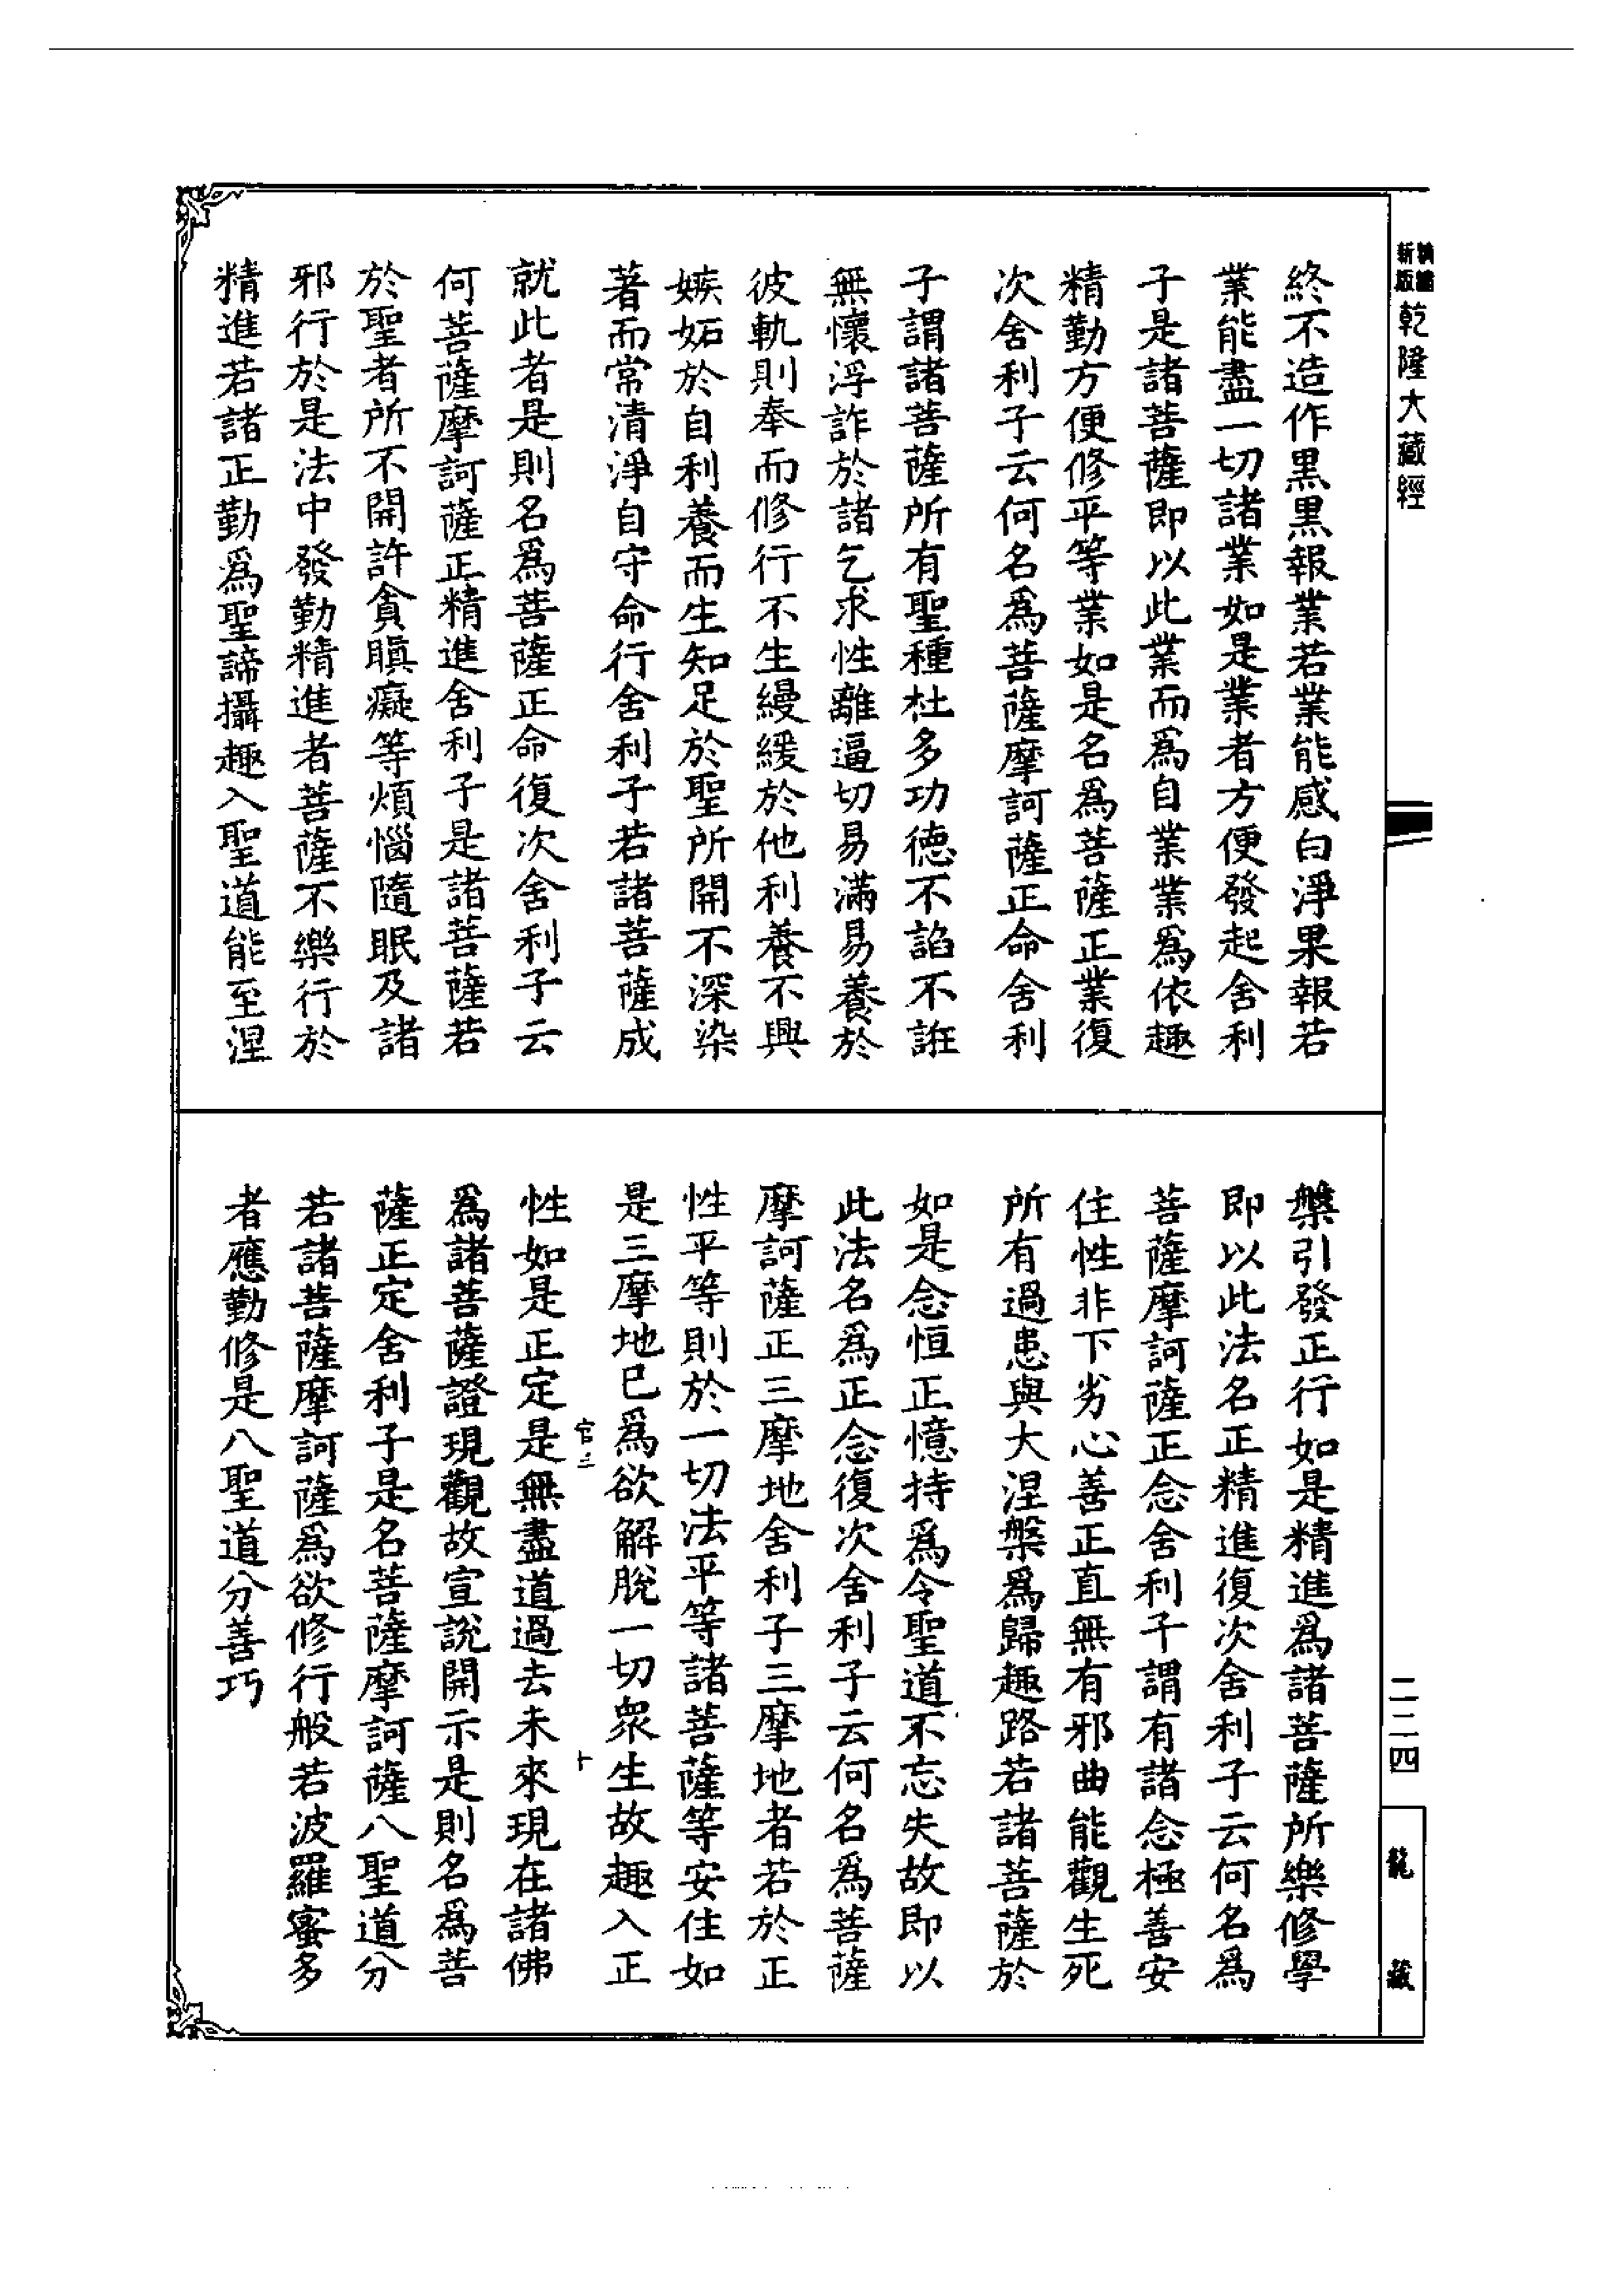 乾隆大藏經
終不造作黒黒報業若業能感白淨果報若
業能盡一切諸業如是業者方便發起舍利
子是諸菩薩即以此業而爲自業業爲依趣
精勤方便修平等業如是名爲菩薩正業復
次舍利子云何名爲菩薩摩訶薩正命舍利
子謂諸菩薩所有聖種杜多功德不諂不誑
無懷浮詐於諸乞求性離逼切易滿易養於
彼軌則奉而修行不生縵緩於他利養不興
嫉妬於自利養而生知足於聖所開不深染
著而常清淨自守命行舍利子若諸菩薩成
就此者是則名爲菩薩正命復次舍利子云
何菩薩摩訶薩正精進舍利子是諸菩薩若
於聖者所不開許貪瞋癡等煩惱隨眠及諸
邪行於是法中發勤精進者菩薩不樂行於
精進若諸正勤爲聖諦攝趣入聖道能至涅
槃引發正行如是精進爲諸菩薩所樂修學
即以此法名正精進復次舍利子云何名爲
菩薩摩訶薩正念舍利千謂有諸念極善安
住性非下劣心善正直無有邪曲能觀生死
所有過患與大涅槃爲歸趣路若諸菩薩於
如是念恒正憶持爲令聖道不忘失故即以
此法名爲正念復次舍利子云何名爲菩薩
摩訶薩正三摩地舍利子三摩地者若於正
性平等則於一切法平等諸菩薩等安住如
是三摩地已爲欲解脫一切眾生故趣入正
性如是正定是無盡道過去未來現在諸佛
爲諸菩薩證現觀故宣說開示是則名爲菩
薩正定舍利子是名菩薩摩訶薩八聖道分
若諸菩薩摩訶薩爲欲修行般若波羅蜜多
者應勤修是八聖道分善巧
官三
十
二二四
龍藏